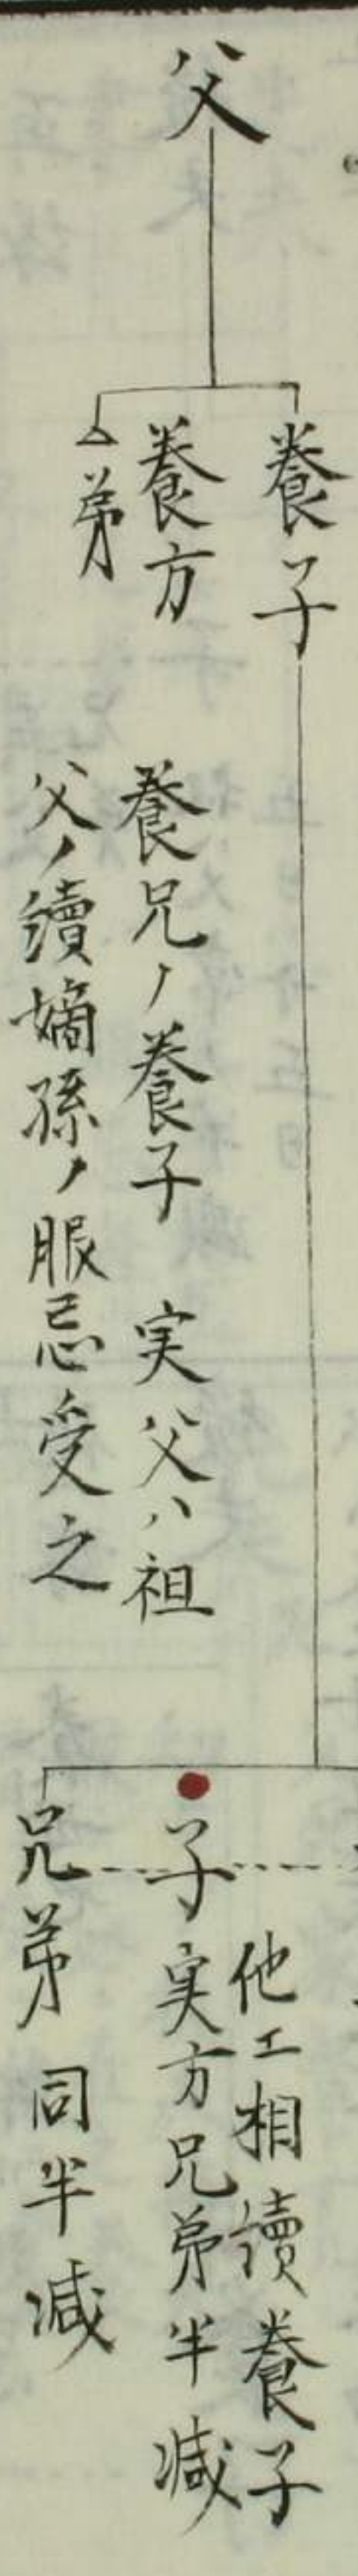 父
養子
養方
△弟
養兄ノ養子　実父ハ祖
父ノ續嫡孫ノ服忌受之
他エ相續養子
子実方兄弟半減
兄弟　同半減